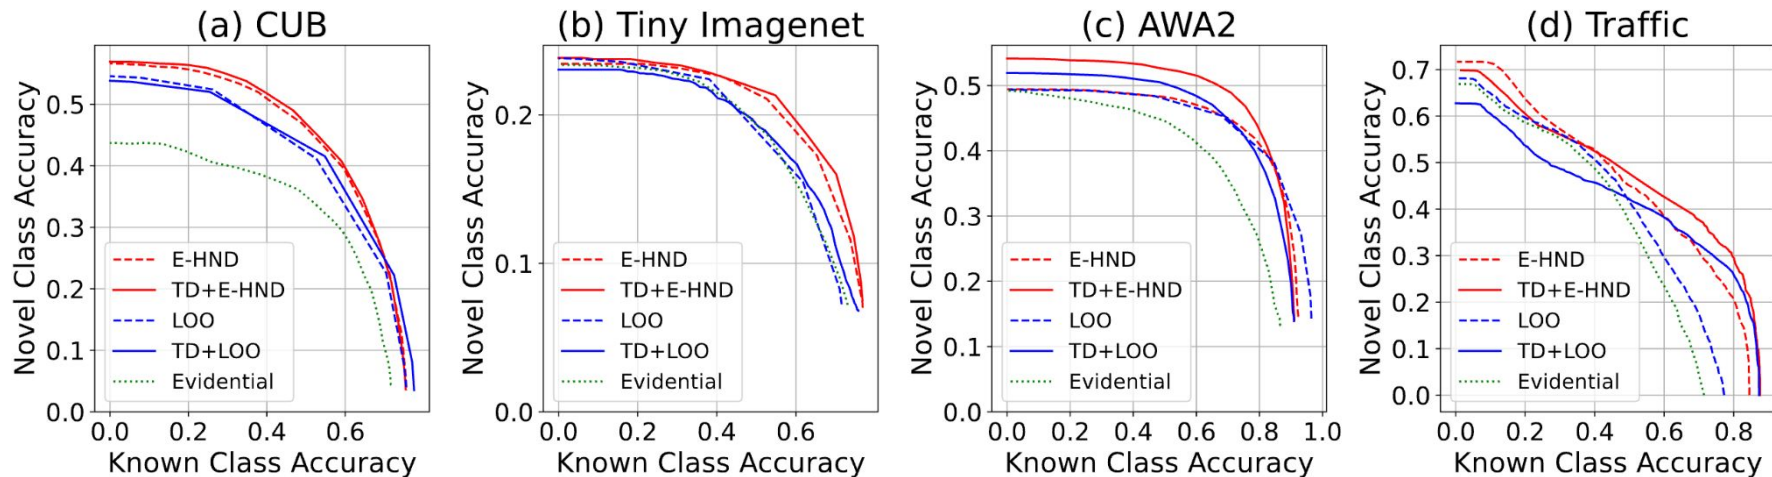 (a) CUB
Novel Class Accuracy
0.5
0.4
0.3
0.2
0.1
0.0
E-HND
TD+E-HND
LOO
TD+LOO
Evidential
0.0 0.2 0.4 0.6
Known Class Accuracy
(b) Tiny Imagenet
Novel Class Accuracy
0.2
0.1
0.0
E-HND
TD+E-HND
LOO
TD+LOO
Evidential
0.0 0.2 0.4 0.6
Known Class Accuracy
(c) AWA2
Novel Class Accuracy
0.5
0.4
0.3
0.2
0.1
0.0
E-HND
TD+E-HND
LOO
TD+LOO
Evidential
0.0 0.2 0.4 0.6 0.8 1.0
Known Class Accuracy
(d) Traffic
Novel Class Accuracy
0.7
0.6
0.5
0.4
0.3
0.2
0.1
0.0
E-HND
TD+E-HND
LOO
TD+LOO
Evidential
0.0 0.2 0.4 0.6 0.8
Known Class Accuracy